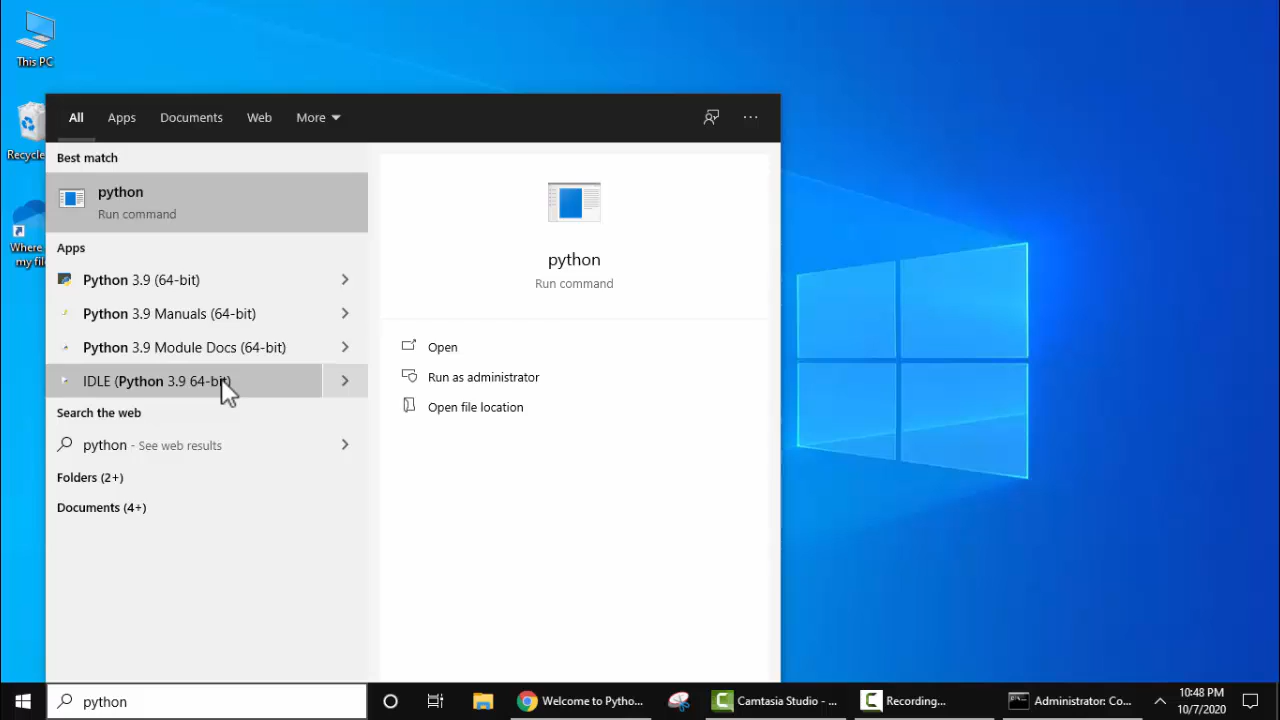 This PC
All Apps Documents Web More
Recycle
Best match
python
Run command
Apps
Python 3.9 (64-bit)
Python 3.9 Manuals (64-bit)
Python 3.9 Module Docs (64-bit)
IDLE (Python 3.9 64-bit)
Search the web
python - See web results
Folders (2+)
Documents (4+)
Where
my file
python
Run command
Open
Run as administrator
Open file location
python
Welcome to Pytho...
Camtasia Studio - ...
Recording...
Administrator: Co...
10:48 PM
10/7/2020